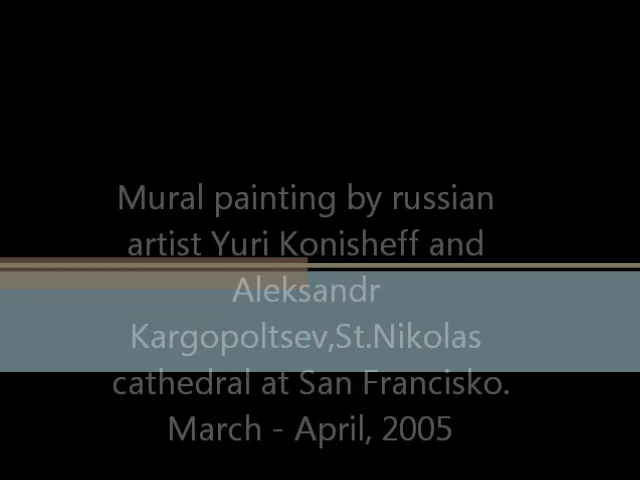 Mural painting by russian
artist Yuri Konisheff and
Aleksandr
Kargopoltsev,St.Nikolas
cathedral at San Francisko.
March - April, 2005